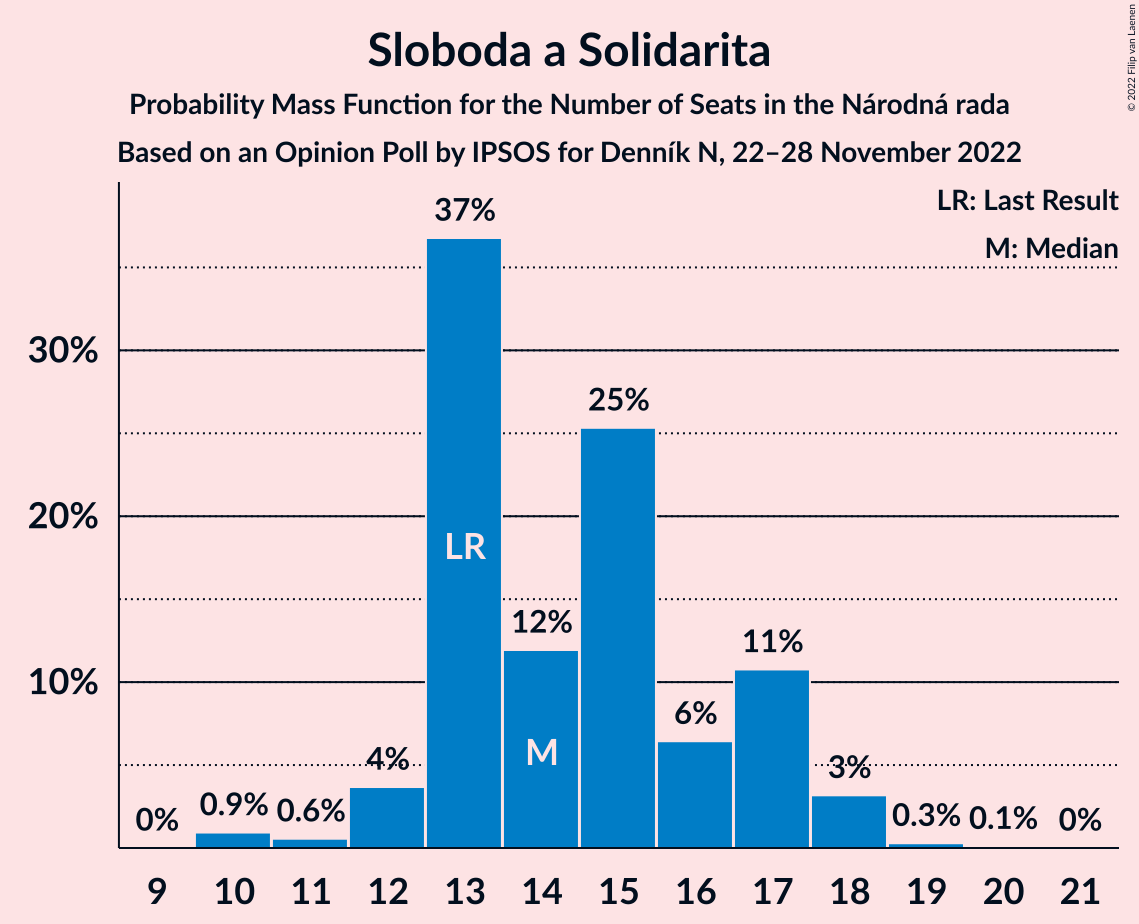 Sloboda a Solidarita
Probability Mass Function for the Number of Seats in the Národná rada
Based on an Opinion Poll by IPSOS for Denník N, 22–28 November 2022
© 2022 Filip van Laenen
LR: Last Result
M: Median
37%
30%
25%
20%
LR
12%
11%
10%
6%
M
4%
3%
0%
0.9%
0.6%
0.3%
0.1%
0%
9 10 11 12 13 14 15 16 17 18 19 20 21